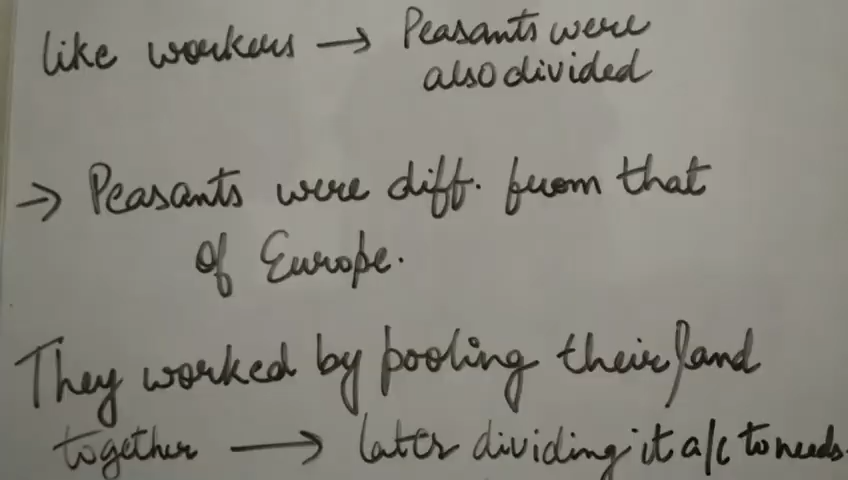 like workers → Peasants were
also divided
→ Peasants were diff. from that
of Europe.
They worked by pooling their land
together → later dividing it a/c to needs.